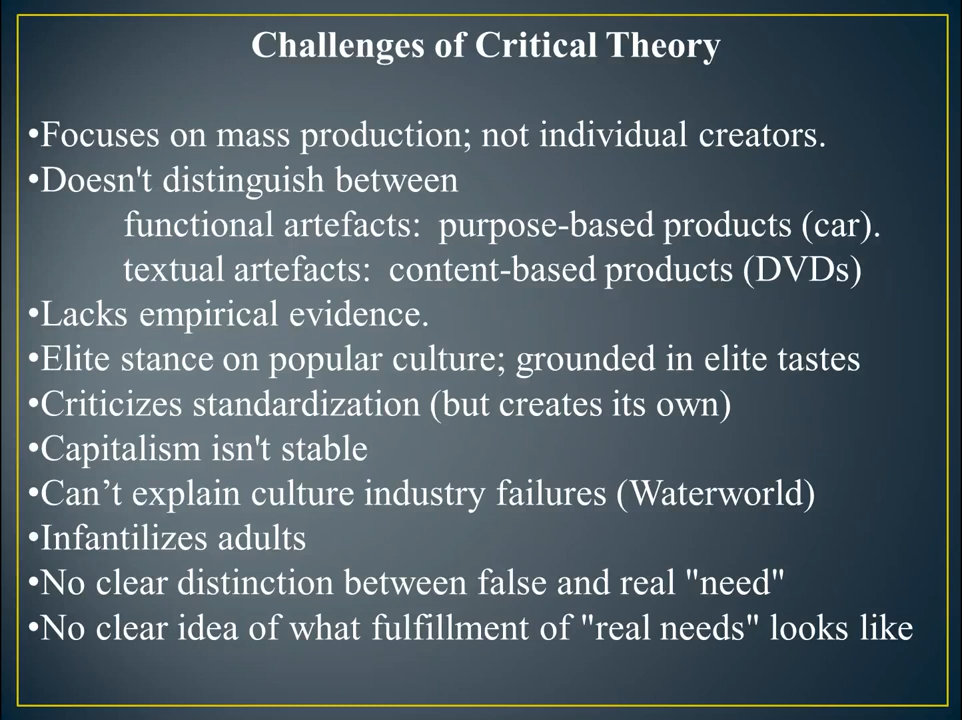 Challenges of Critical Theory
•Focuses on mass production; not individual creators.
•Doesn't distinguish between
functional artefacts: purpose-based products (car).
textual artefacts: content-based products (DVDs)
•Lacks empirical evidence.
•Elite stance on popular culture; grounded in elite tastes
•Criticizes standardization (but creates its own)
•Capitalism isn't stable
•Can’t explain culture industry failures (Waterworld)
•Infantilizes adults
•No clear distinction between false and real "need"
•No clear idea of what fulfillment of "real needs" looks like